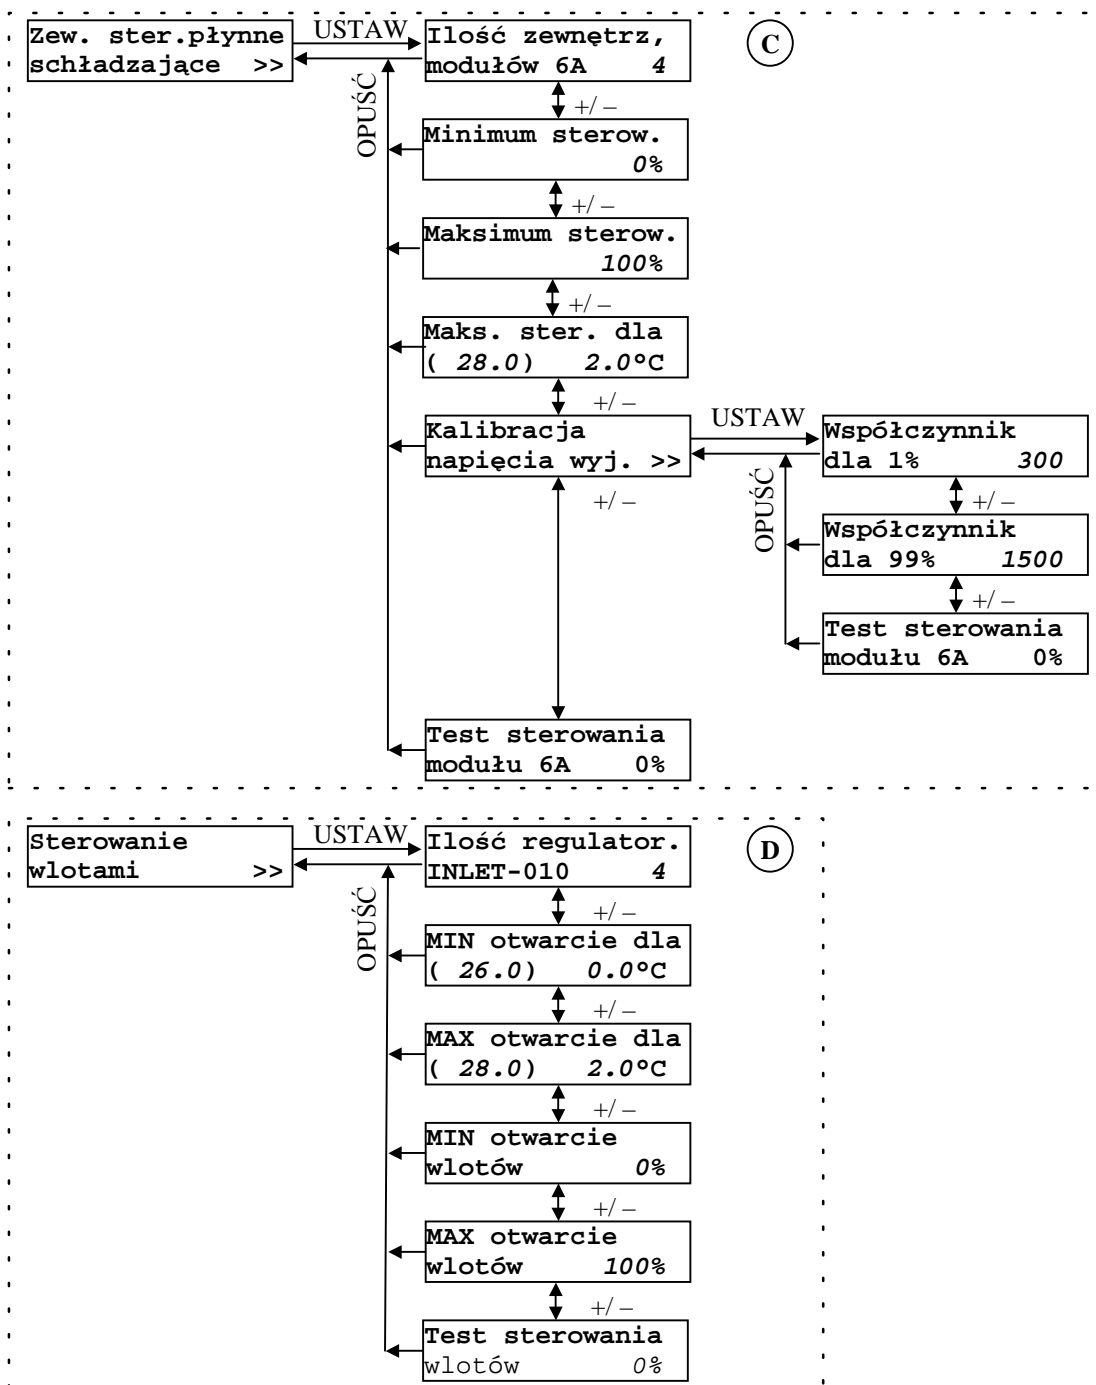 Zew. ster.płynne
schładzające >>
USTAW
OPUŚĆ
Ilość zewnętrz,
modułów 6A 4
C
+/ –
Minimum sterow.
0%
+/ –
Maksimum sterow.
100%
+/ –
Maks. ster. dla
( 28.0) 2.0°C
+/ –
Kalibracja
napięcia wyj. >>
+/ –
USTAW
OPUŚĆ
Współczynnik
dla 1% 300
+/ –
Współczynnik
dla 99% 1500
+/ –
Test sterowania
modułu 6A 0%
Test sterowania
modułu 6A 0%
Sterowanie
wlotami >>
USTAW
OPUŚĆ
Ilość regulator.
INLET-010 4
D
+/ –
MIN otwarcie dla
( 26.0) 0.0°C
+/ –
MAX otwarcie dla
( 28.0) 2.0°C
+/ –
MIN otwarcie
wlotów 0%
+/ –
MAX otwarcie
wlotów 100%
+/ –
Test sterowania
wlotów 0%